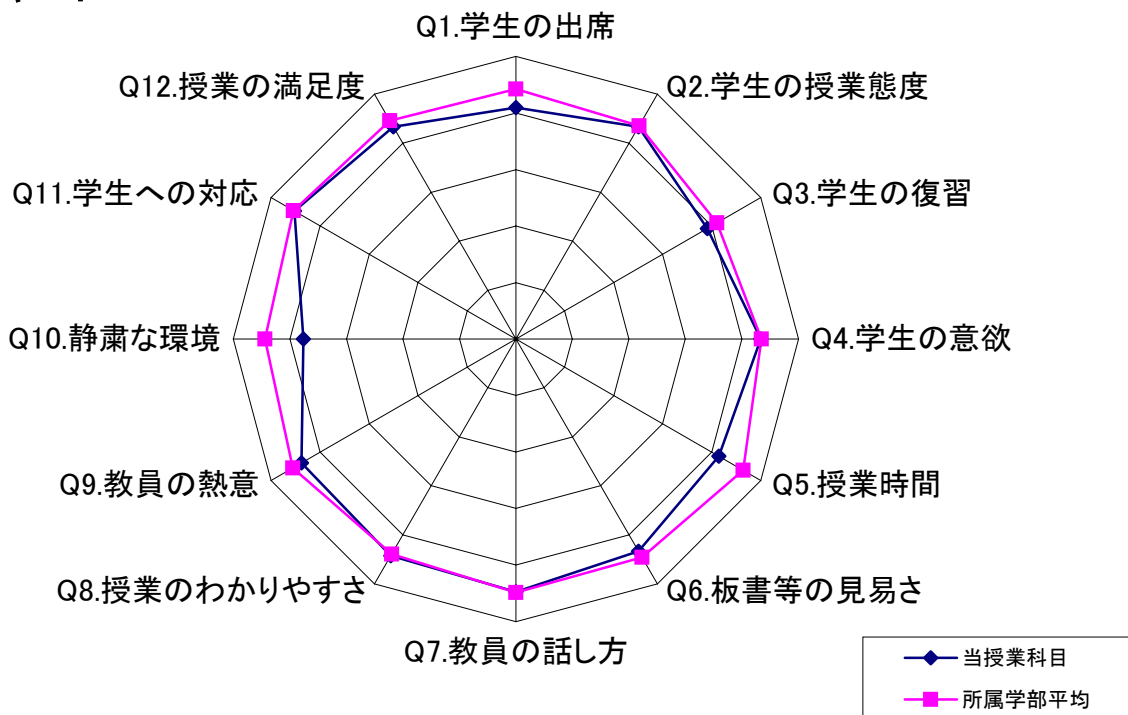 Q1.学生の出席
Q2.学生の授業態度
Q3.学生の復習
Q4.学生の意欲
Q5.授業時間
Q6.板書等の見易さ
Q7.教員の話し方
Q8.授業のわかりやすさ
Q9.教員の熱意
Q10.静粛な環境
Q11.学生への対応
Q12.授業の満足度
当授業科目
所属学部平均